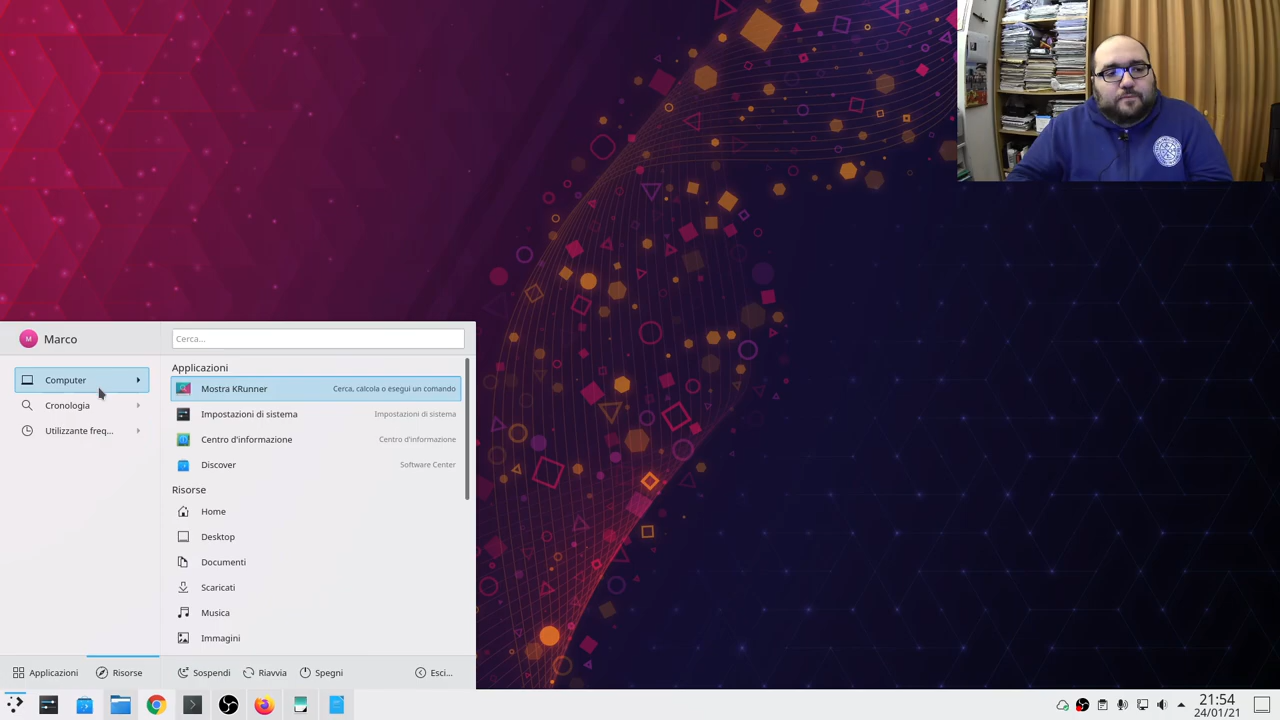 M
Marco
Cerca...
Computer
Cronologia
Utilizzante freq...
Applicazioni
Mostra KRunner
Cerca, calcola o esegui un comando
Impostazioni di sistema
Impostazioni di sistema
Centro d'informazione
Centro d'informazione
Discover
Software Center
Risorse
Home
Desktop
Documenti
Scaricati
Musica
Immagini
Applicazioni
Risorse
Sospendi
Riavvia
Spegni
Esci...
21:54
24/01/21